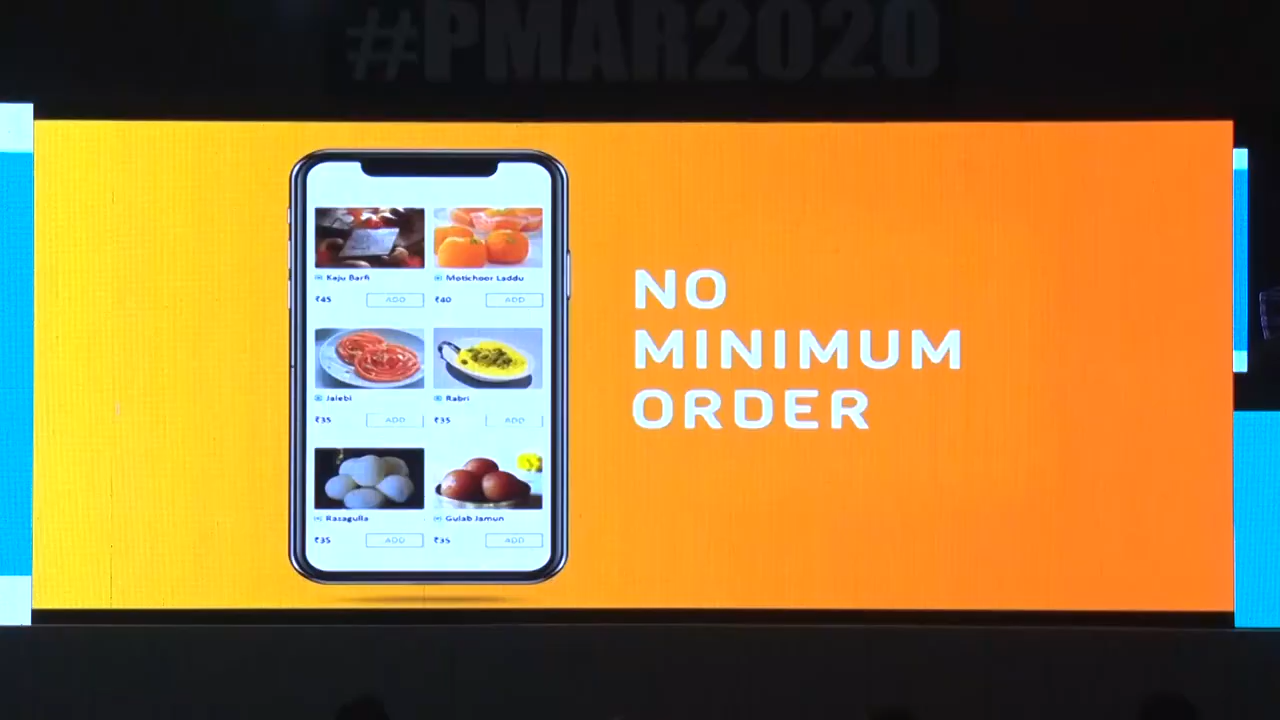 #PMAR2020
Kaju Barfi
Motichoor Laddu
₹45
ADD
₹40
ADD
Jalebi
Rabri
₹35
ADD
₹35
ADD
Rasagulla
Gulab Jamun
₹35
ADD
₹35
ADD
NO
MINIMUM
ORDER